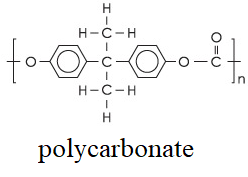 H
H-C-H
O
O C O C
n
H-C-H
H
polycarbonate